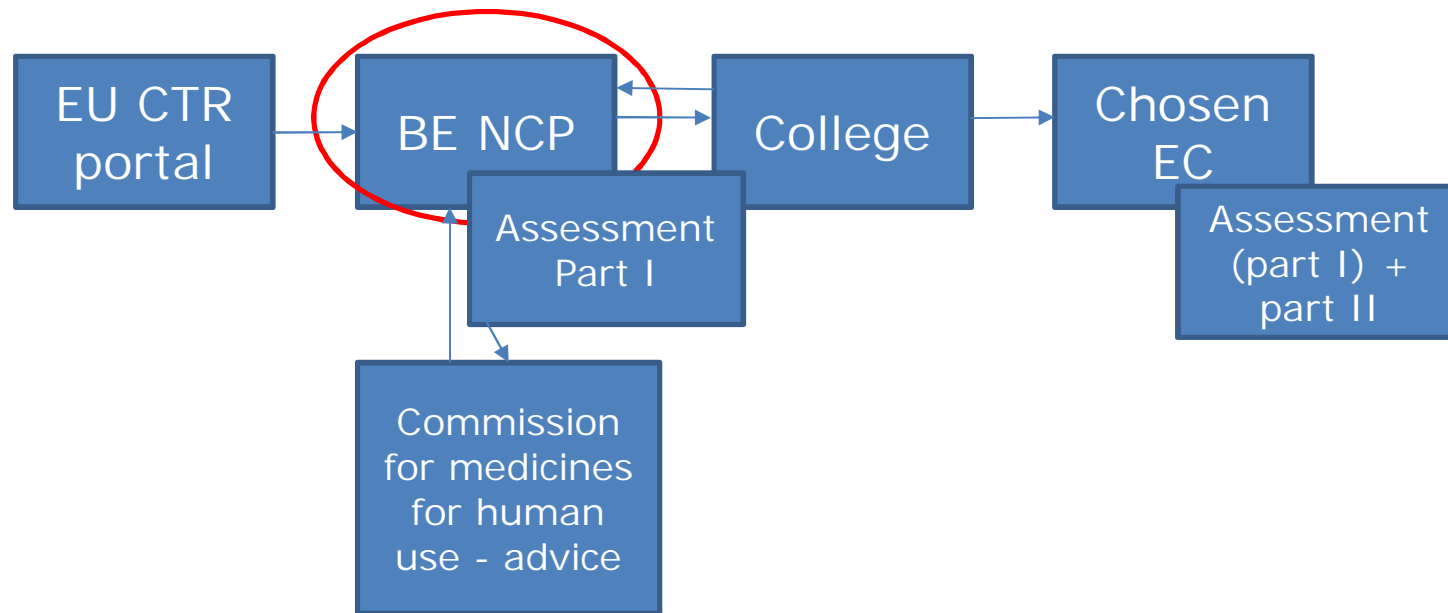 EU CTR
portal
BE NCP
College
Chosen
EC
Assessment
Part I
Assessment
(part I) +
part II
Commission
for medicines
for human
use - advice